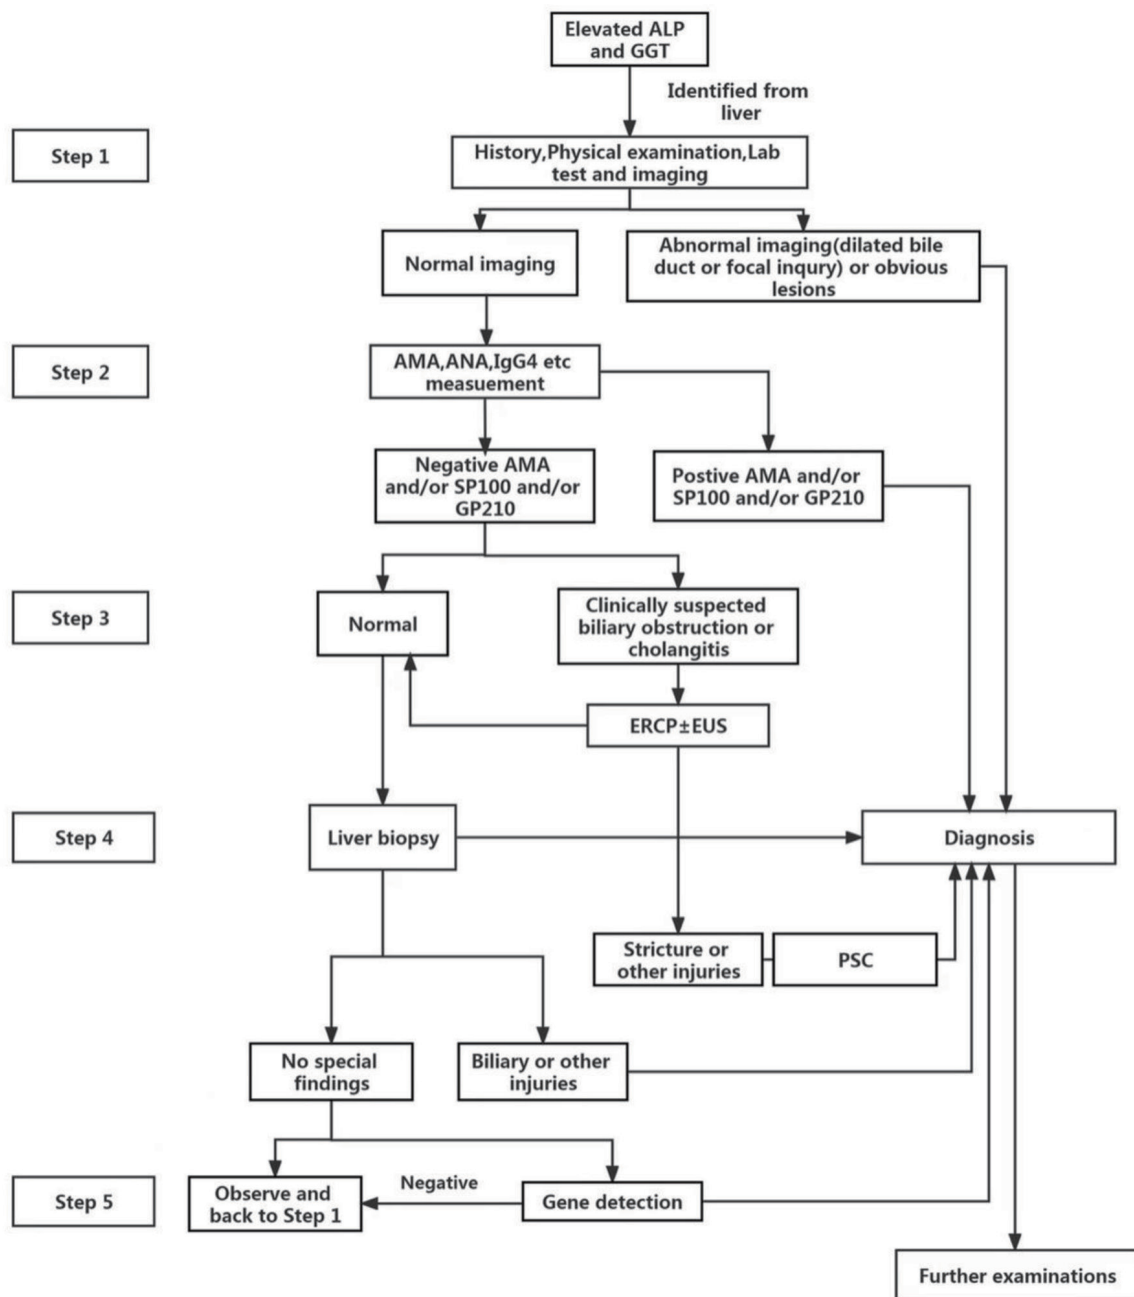 Elevated ALP
and GGT
Identified from
liver
Step 1
History,Physical examination,Lab
test and imaging
Normal imaging
Abnormal imaging(dilated bile
duct or focal inqury) or obvious
lesions
Step 2
AMA,ANA,IgG4 etc
measuement
Negative AMA
and/or SP100 and/or
GP210
Postive AMA and/or
SP100 and/or GP210
Step 3
Normal
Clinically suspected
biliary obstruction or
cholangitis
ERCP±EUS
Step 4
Liver biopsy
Diagnosis
Stricture or
other injuries
PSC
No special
findings
Biliary or other
injuries
Step 5
Observe and
back to Step 1
Negative
Gene detection
Further examinations